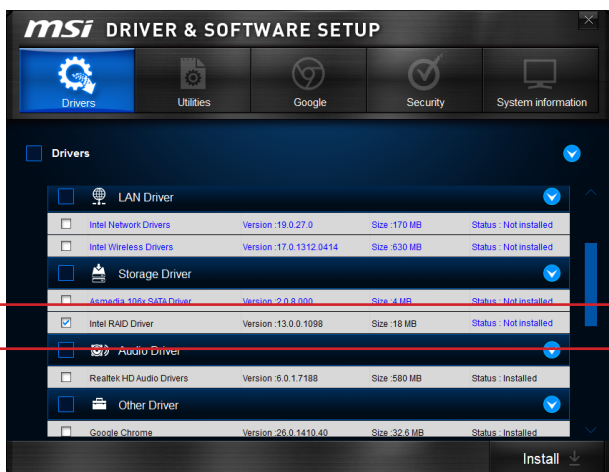 msi DRIVER & SOFTWARE SETUP
Drivers Utilities Google Security System information
Drivers
LAN Driver
Intel Network Drivers Version :19.0.27.0 Size :170 MB Status : Not installed
Intel Wireless Drivers Version :17.0.1312.0414 Size :630 MB Status : Not installed
Storage Driver
Asmedia 106x SATA Driver Version :2.0.8.000 Size :4 MB Status : Not installed
Intel RAID Driver Version :13.0.0.1098 Size :18 MB Status : Not installed
Audio Driver
Realtek HD Audio Drivers Version :6.0.1.7188 Size :580 MB Status : Installed
Other Driver
Google Chrome Version :26.0.1410.40 Size :32.6 MB Status : Installed
Install